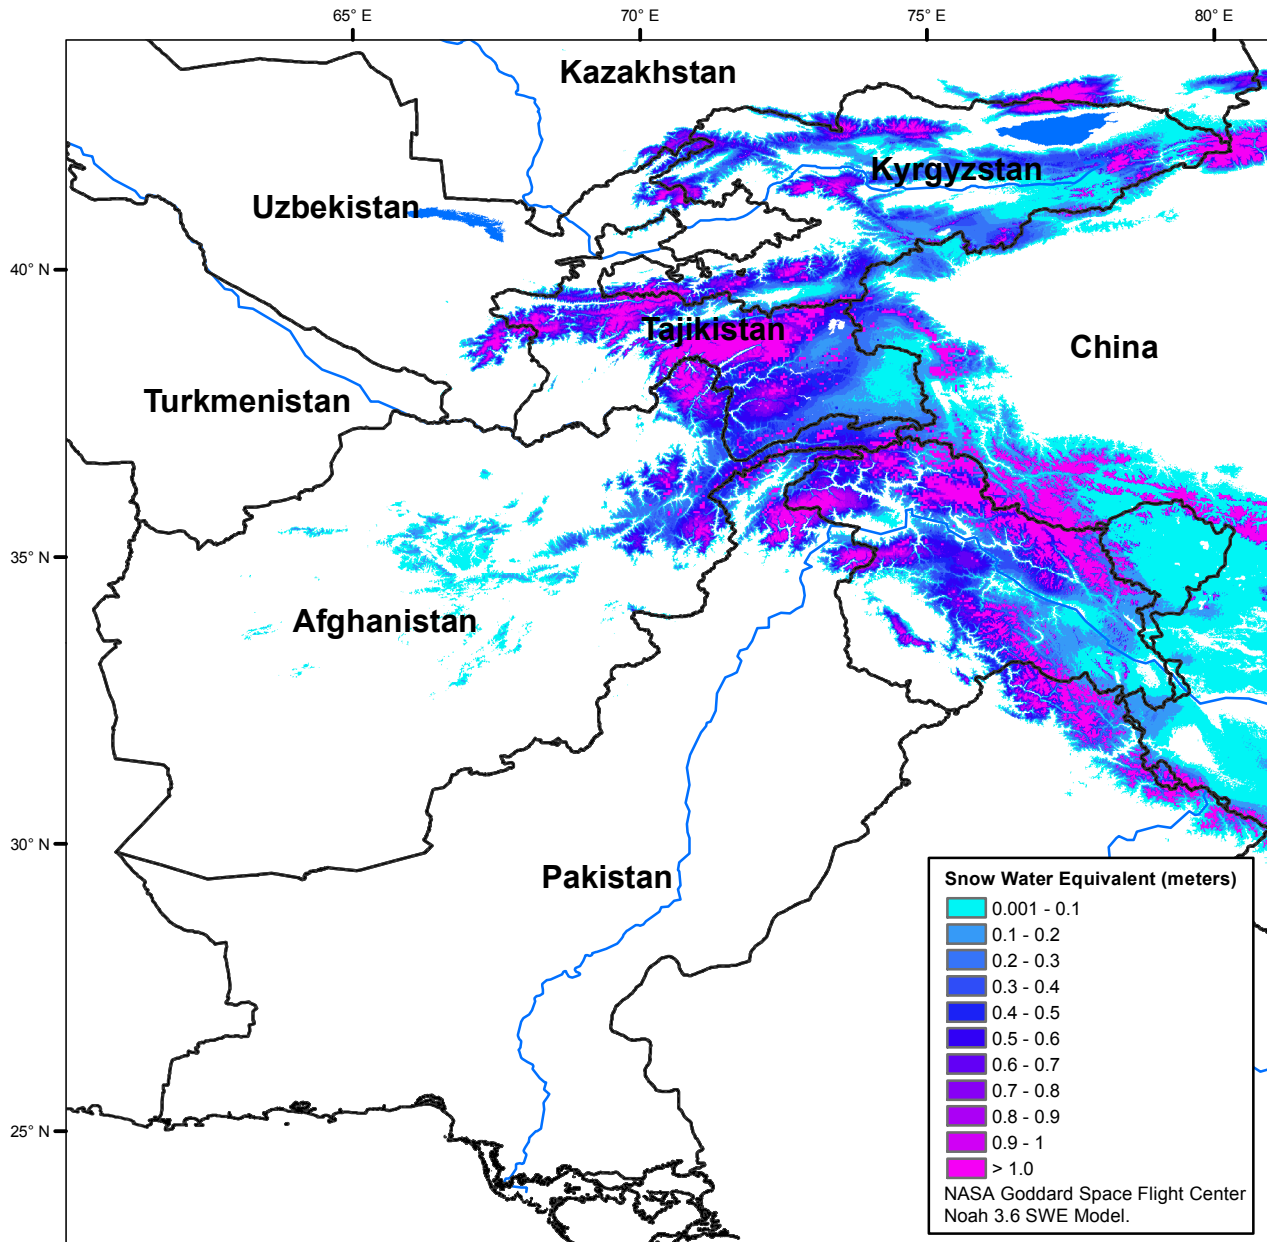 65° E
70° E
75° E
80° E
Kazakhstan
Kyrgyzstan
Uzbekistan
40° N
Tajikistan
China
Turkmenistan
35° N
Afghanistan
30° N
Pakistan
25° N
Snow Water Equivalent (meters)
0.001 - 0.1
0.1 - 0.2
0.2 - 0.3
0.3 - 0.4
0.4 - 0.5
0.5 - 0.6
0.6 - 0.7
0.7 - 0.8
0.8 - 0.9
0.9 - 1
> 1.0
NASA Goddard Space Flight Center
Noah 3.6 SWE Model.